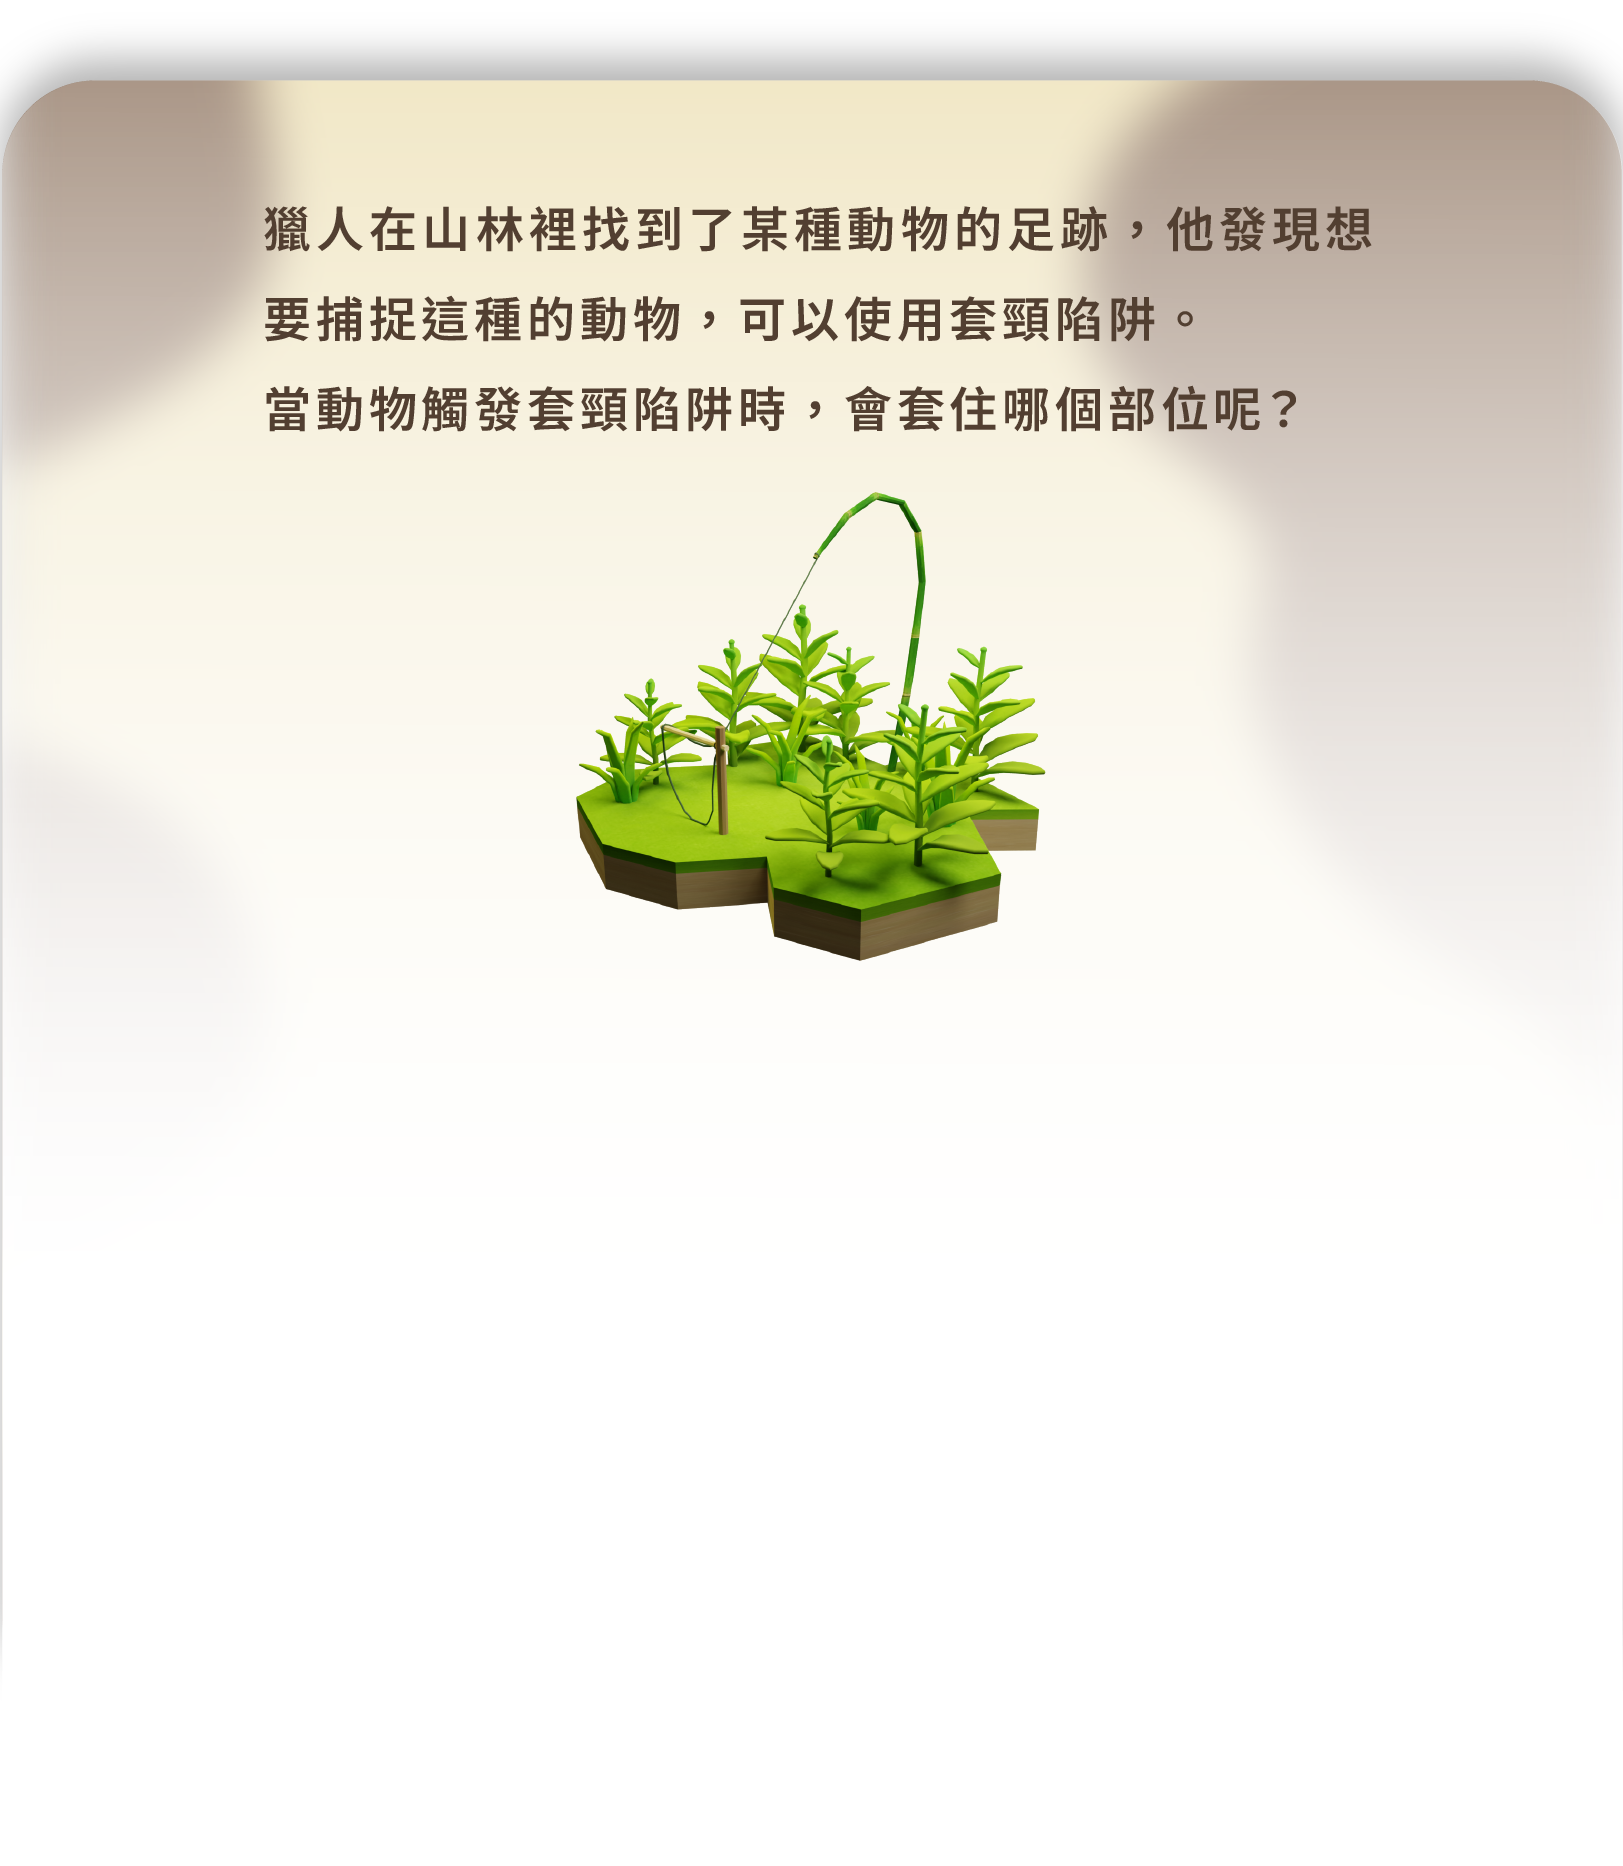 獵人在山林裡找到了某種動物的足跡，他發現想
要捕捉這種的動物，可以使用套頸陷阱。
當動物觸發套頸陷阱時，會套住哪個部位呢？